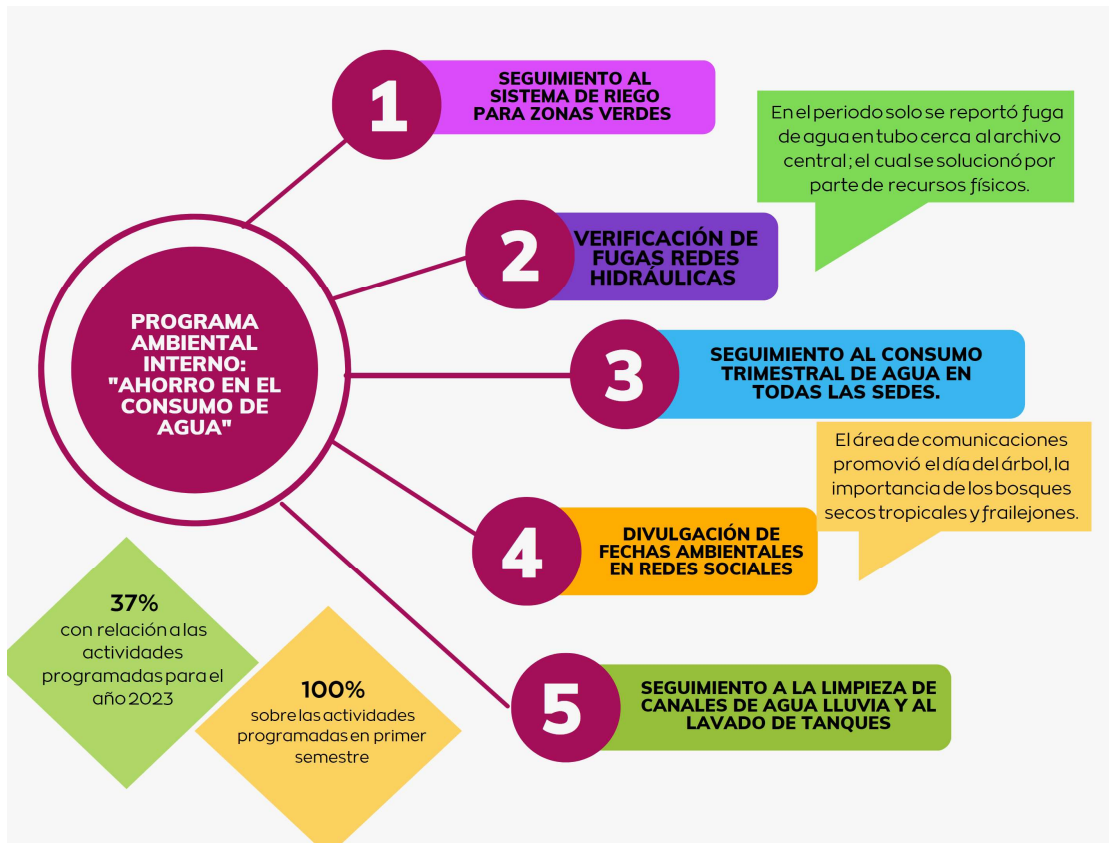 PROGRAMA
AMBIENTAL
INTERNO:
"AHORRO EN EL
CONSUMO DE
AGUA"
1
SEGUIMIENTO AL
SISTEMA DE RIEGO
PARA ZONAS VERDES
2
VERIFICACIÓN DE
FUGAS REDES
HIDRÁULICAS
En el periodo solo se reportó fuga
de agua en tubo cerca al archivo
central; el cual se solucionó por
parte de recursos físicos.
3
SEGUIMIENTO AL CONSUMO
TRIMESTRAL DE AGUA EN
TODAS LAS SEDES.
4
DIVULGACIÓN DE
FECHAS AMBIENTALES
EN REDES SOCIALES
El área de comunicaciones
promovió el día del árbol, la
importancia de los bosques
secos tropicales y frailejones.
5
SEGUIMIENTO A LA LIMPIEZA DE
CANALES DE AGUA LLUVIA Y AL
LAVADO DE TANQUES
37%
con relación a las
actividades
programadas para el
año 2023
100%
sobre las actividades
programadas en primer
semestre